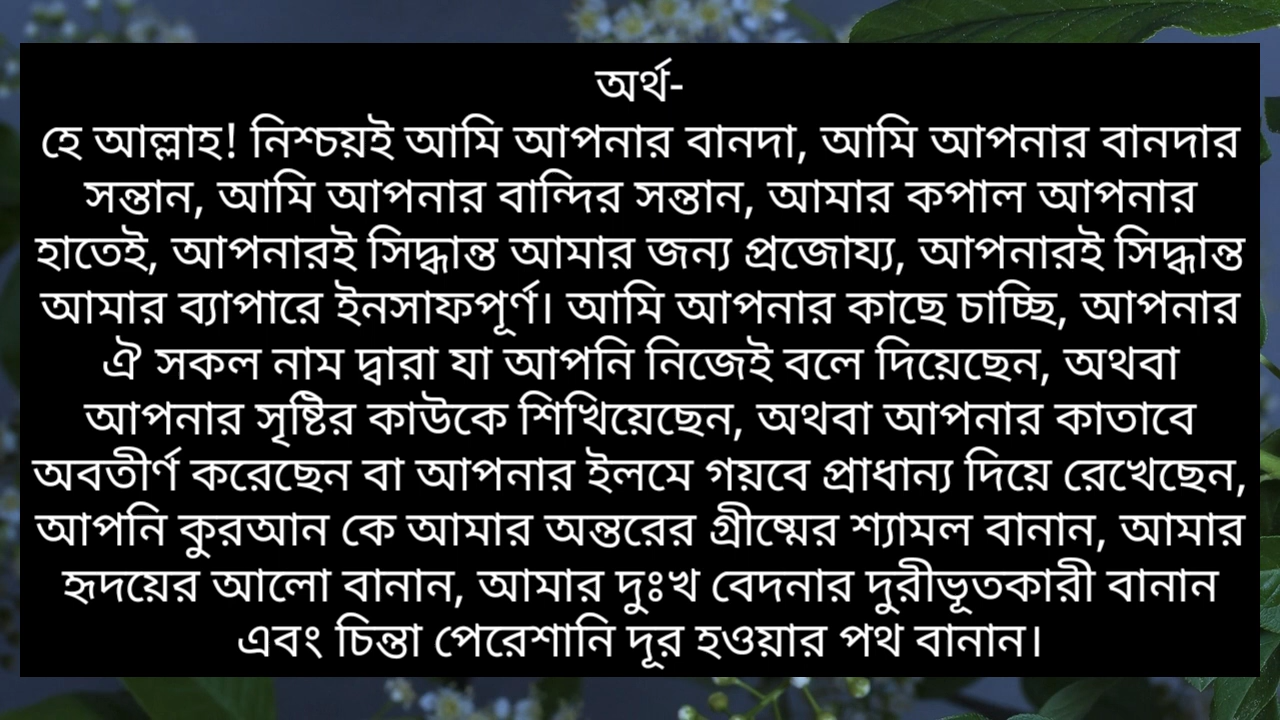 অর্থ-
হে আল্লাহ! নিশ্চয়ই আমি আপনার বানদা, আমি আপনার বানদার
সন্তান, আমি আপনার বান্দির সন্তান, আমার কপাল আপনার
হাতেই, আপনারই সিদ্ধান্ত আমার জন্য প্রজোয্য, আপনারই সিদ্ধান্ত
আমার ব্যাপারে ইনসাফপূর্ণ। আমি আপনার কাছে চাচ্ছি, আপনার
ঐ সকল নাম দ্বারা যা আপনি নিজেই বলে দিয়েছেন, অথবা
আপনার সৃষ্টির কাউকে শিখিয়েছেন, অথবা আপনার কাতাবে
অবতীর্ণ করেছেন বা আপনার ইলমে গয়বে প্রাধান্য দিয়ে রেখেছেন,
আপনি কুরআন কে আমার অন্তরের গ্রীষ্মের শ্যামল বানান, আমার
হৃদয়ের আলো বানান, আমার দুঃখ বেদনার দুরীভূতকারী বানান
এবং চিন্তা পেরেশানি দূর হওয়ার পথ বানান।